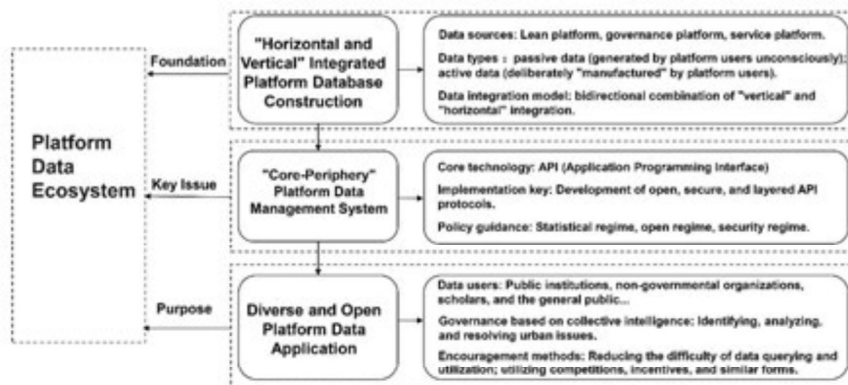 Platform
Data
Ecosystem
Foundation
"Horizontal and
Vertical" Integrated
Platform Database
Construction
Data sources: Lean platform, governance platform, service platform.
Data types： passive data (generated by platform users unconsciously);
active data (deliberately "manufactured" by platform users).
Data integration model: bidirectional combination of "vertical" and
"horizontal" integration.
Key Issue
"Core-Periphery"
Platform Data
Management System
Core technology: API (Application Programming Interface)
Implementation key: Development of open, secure, and layered API
protocols.
Policy guidance: Statistical regime, open regime, security regime.
Purpose
Diverse and Open
Platform Data
Application
Data users: Public institutions, non-governmental organizations,
scholars, and the general public...
Governance based on collective intelligence: Identifying, analyzing,
and resolving urban issues.
Encouragement methods: Reducing the difficulty of data querying and
utilization; utilizing competitions, incentives, and similar forms.